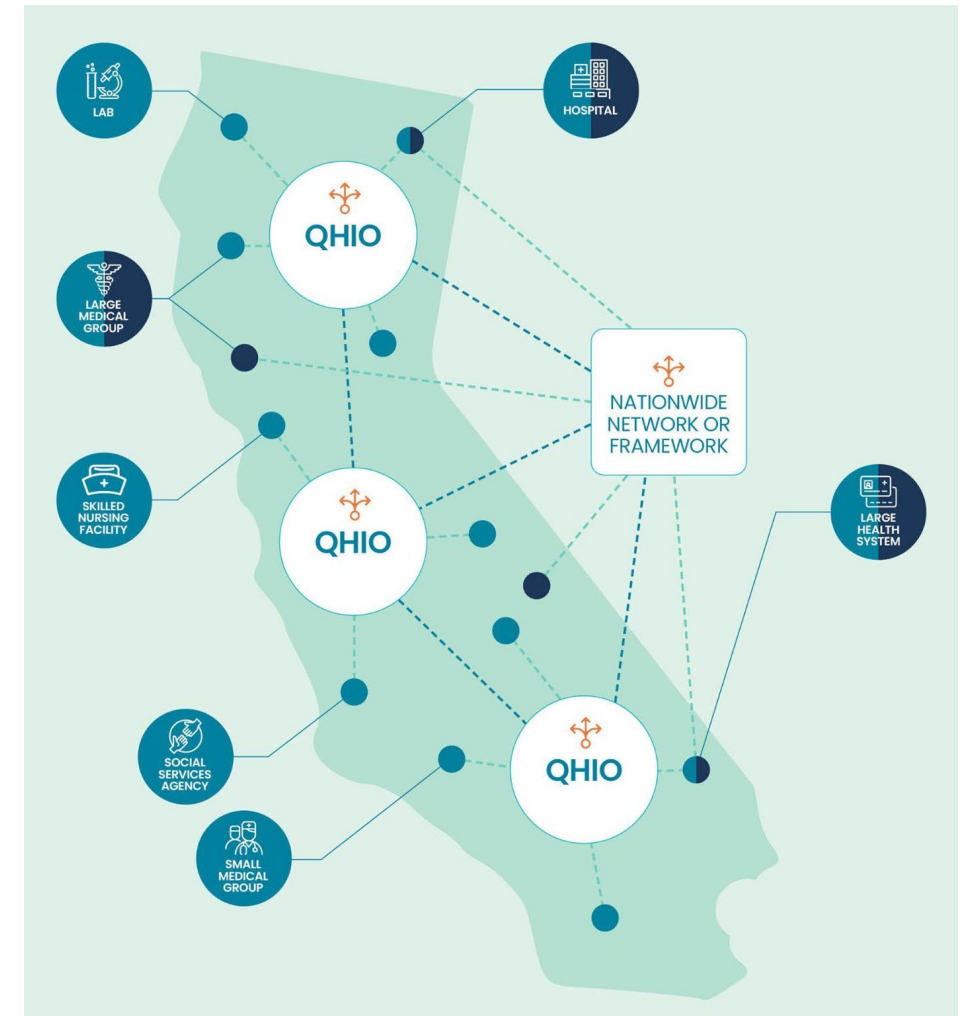 LAB
HOSPITAL
QHIO
LARGE
MEDICAL
GROUP
NATIONWIDE
NETWORK OR
FRAMEWORK
SKILLED
NURSING
FACILITY
QHIO
LARGE
HEALTH
SYSTEM
SOCIAL
SERVICES
AGENCY
QHIO
SMALL
MEDICAL
GROUP